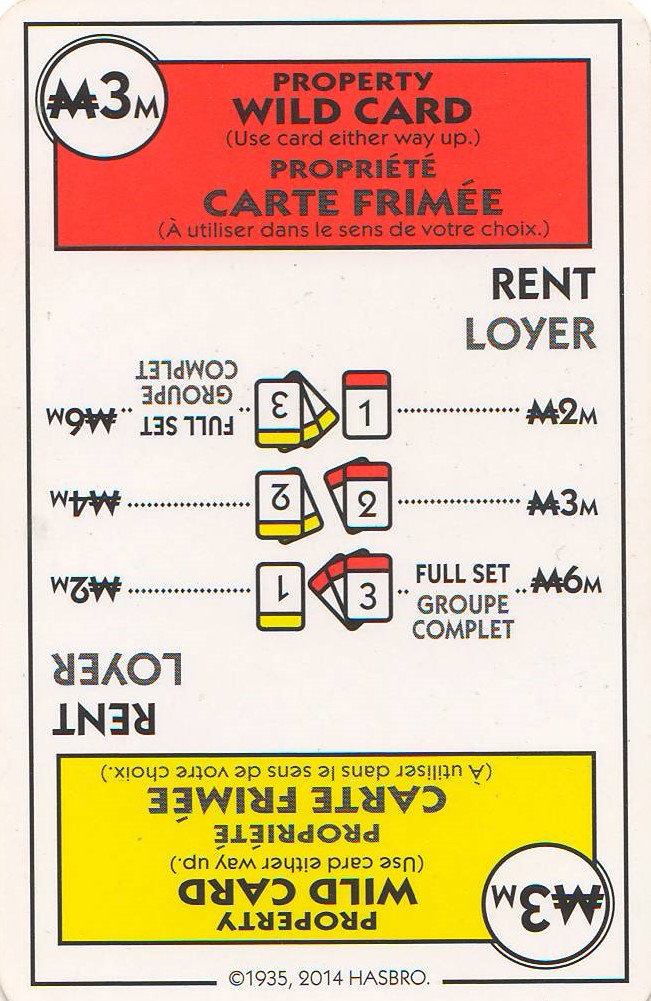 ₩3M
PROPERTY
WILD CARD
(Use card either way up.)
PROPRIÉTÉ
CARTE FRIMÉE
(À utiliser dans le sens de votre choix.)
RENT
LOYER
1 ........ ₩2M
2 ........ ₩3M
3 .. FULL SET .. ₩6M
GROUPE
COMPLET
₩3M
PROPERTY
WILD CARD
(Use card either way up.)
PROPRIÉTÉ
CARTE FRIMÉE
(À utiliser dans le sens de votre choix.)
RENT
LOYER
1 ........ ₩2M
2 ........ ₩4M
3 .. FULL SET .. ₩6M
GROUPE
COMPLET
©1935, 2014 HASBRO.